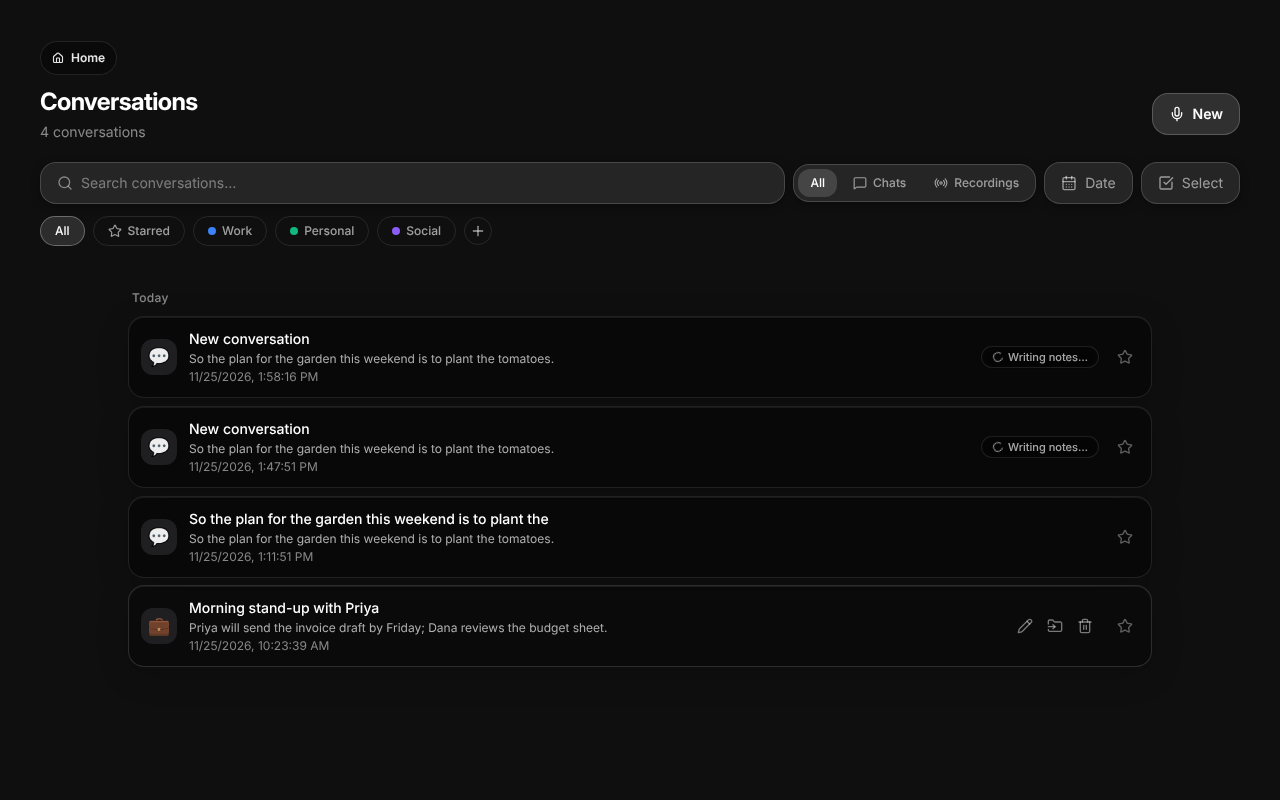 Home
Conversations
4 conversations
New
Search conversations...
All
Chats
Recordings
Date
Select
All
Starred
Work
Personal
Social
Today
New conversation
So the plan for the garden this weekend is to plant the tomatoes.
11/25/2026, 1:58:16 PM
Writing notes...
New conversation
So the plan for the garden this weekend is to plant the tomatoes.
11/25/2026, 1:47:51 PM
Writing notes...
So the plan for the garden this weekend is to plant the
So the plan for the garden this weekend is to plant the tomatoes.
11/25/2026, 1:11:51 PM
Morning stand-up with Priya
Priya will send the invoice draft by Friday; Dana reviews the budget sheet.
11/25/2026, 10:23:39 AM